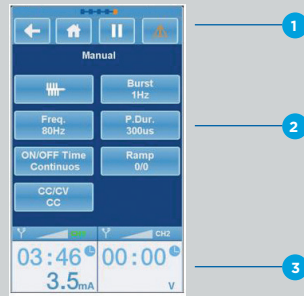 1
Manual
Burst
1Hz
Freq.
80Hz
P.Dur.
300us
2
ON/OFF Time
Continuos
Ramp
0/0
CC/CV
CC
CH2
03:46
00:00
3
3.5mA
V